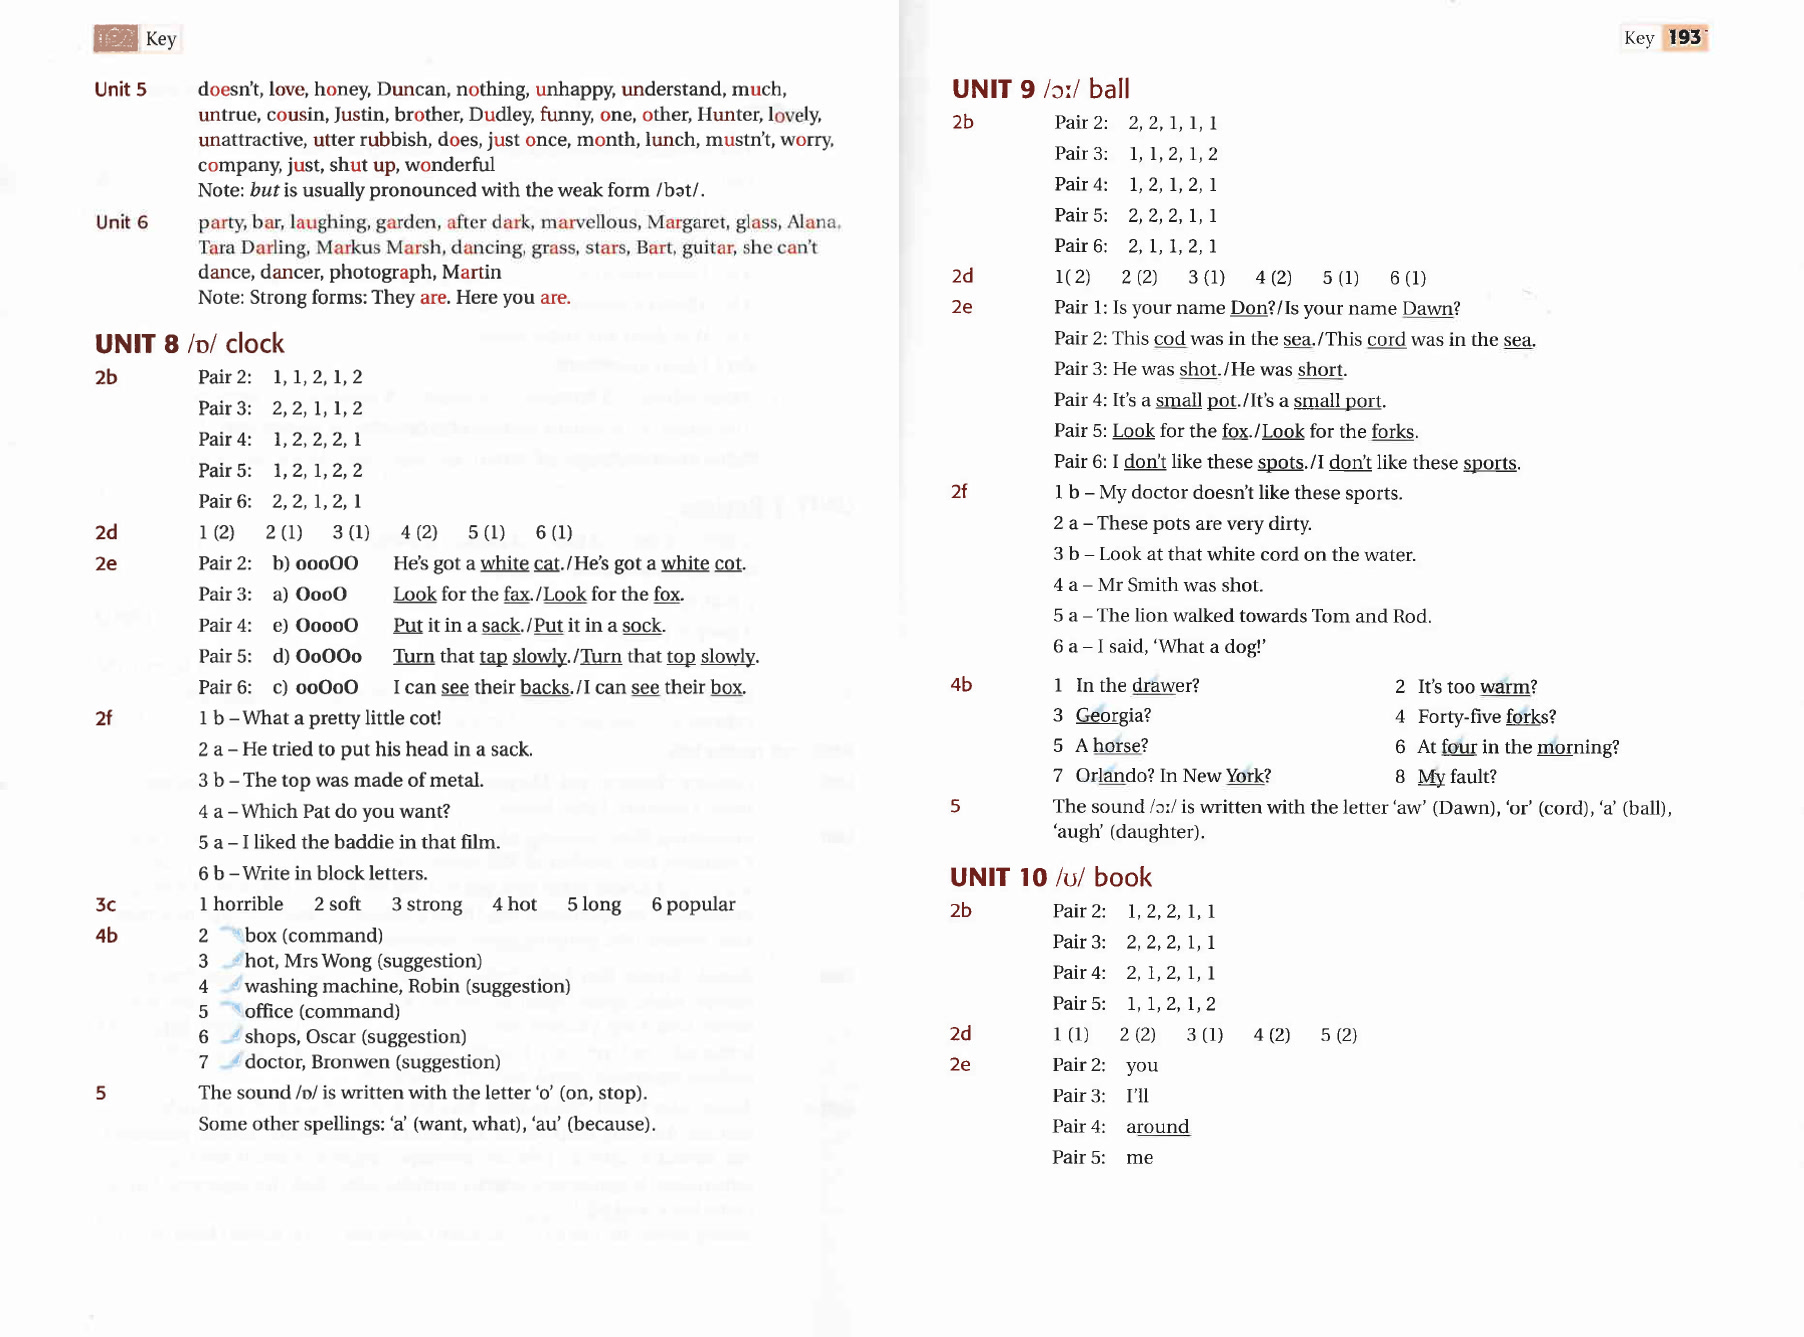 192 Key
Unit 5 doesn't, love, honey, Duncan, nothing, unhappy, understand, much,
untrue, cousin, Justin, brother, Dudley, funny, one, other, Hunter, lovely,
unattractive, utter rubbish, does, just once, month, lunch, mustn't, worry,
company, just, shut up, wonderful
Note: but is usually pronounced with the weak form /bət/.
Unit 6 party, bar, laughing, garden, after dark, marvellous, Margaret, glass, Alana,
Tara Darling, Markus Marsh, dancing, grass, stars, Bart, guitar, she can't
dance, dancer, photograph, Martin
Note: Strong forms: They are. Here you are.
UNIT 8 /ɒ/ clock
2b Pair 2: 1, 1, 2, 1, 2
Pair 3: 2, 2, 1, 1, 2
Pair 4: 1, 2, 2, 2, 1
Pair 5: 1, 2, 1, 2, 2
Pair 6: 2, 2, 1, 2, 1
2d 1 (2) 2 (1) 3 (1) 4 (2) 5 (1) 6 (1)
2e Pair 2: b) oooOO He's got a white cat./He's got a white cot.
Pair 3: a) OooO Look for the fax./Look for the fox.
Pair 4: e) OoooO Put it in a sack./Put it in a sock.
Pair 5: d) OoOOo Turn that tap slowly./Turn that top slowly.
Pair 6: c) ooOoO I can see their backs./I can see their box.
2f 1 b – What a pretty little cot!
2 a – He tried to put his head in a sack.
3 b – The top was made of metal.
4 a – Which Pat do you want?
5 a – I liked the baddie in that film.
6 b – Write in block letters.
3c 1 horrible 2 soft 3 strong 4 hot 5 long 6 popular
4b 2 box (command)
3 hot, Mrs Wong (suggestion)
4 washing machine, Robin (suggestion)
5 office (command)
6 shops, Oscar (suggestion)
7 doctor, Bronwen (suggestion)
5 The sound /ɒ/ is written with the letter 'o' (on, stop).
Some other spellings: 'a' (want, what), 'au' (because).
Key 193
UNIT 9 /ɔː/ ball
2b Pair 2: 2, 2, 1, 1, 1
Pair 3: 1, 1, 2, 1, 2
Pair 4: 1, 2, 1, 2, 1
Pair 5: 2, 2, 2, 1, 1
Pair 6: 2, 1, 1, 2, 1
2d 1( 2) 2 (2) 3 (1) 4 (2) 5 (1) 6 (1)
2e Pair 1: Is your name Don?/Is your name Dawn?
Pair 2: This cod was in the sea./This cord was in the sea.
Pair 3: He was shot./He was short.
Pair 4: It's a small pot./It's a small port.
Pair 5: Look for the fox./Look for the forks.
Pair 6: I don't like these spots./I don't like these sports.
2f 1 b – My doctor doesn't like these sports.
2 a – These pots are very dirty.
3 b – Look at that white cord on the water.
4 a – Mr Smith was shot.
5 a – The lion walked towards Tom and Rod.
6 a – I said, 'What a dog!'
4b 1 In the drawer? 2 It's too warm?
3 Georgia? 4 Forty-five forks?
5 A horse? 6 At four in the morning?
7 Orlando? In New York? 8 My fault?
5 The sound /ɔː/ is written with the letter 'aw' (Dawn), 'or' (cord), 'a' (ball),
'augh' (daughter).
UNIT 10 /ʊ/ book
2b Pair 2: 1, 2, 2, 1, 1
Pair 3: 2, 2, 2, 1, 1
Pair 4: 2, 1, 2, 1, 1
Pair 5: 1, 1, 2, 1, 2
2d 1 (1) 2 (2) 3 (1) 4 (2) 5 (2)
2e Pair 2: you
Pair 3: I'll
Pair 4: around
Pair 5: me